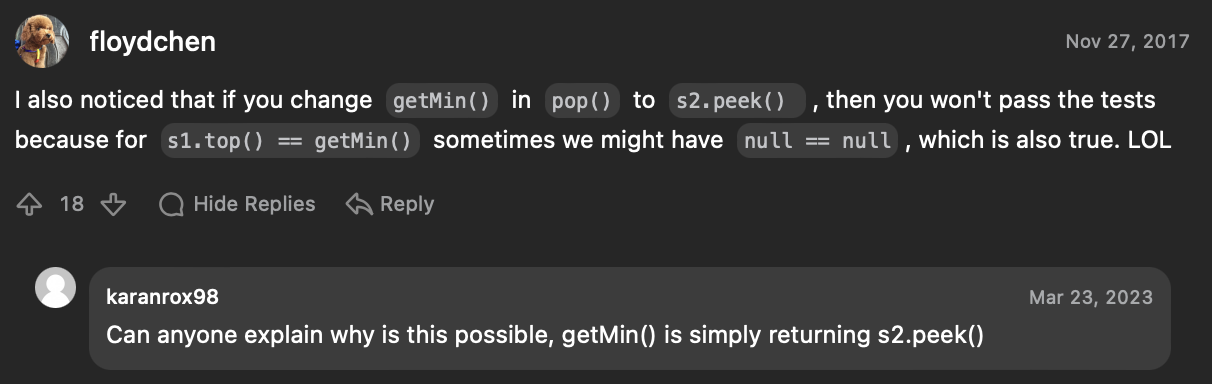 floydchen
Nov 27, 2017
I also noticed that if you change getMin() in pop() to s2.peek() , then you won't pass the tests
because for s1.top() == getMin() sometimes we might have null == null , which is also true. LOL
18 Hide Replies Reply
karanrox98
Mar 23, 2023
Can anyone explain why is this possible, getMin() is simply returning s2.peek()